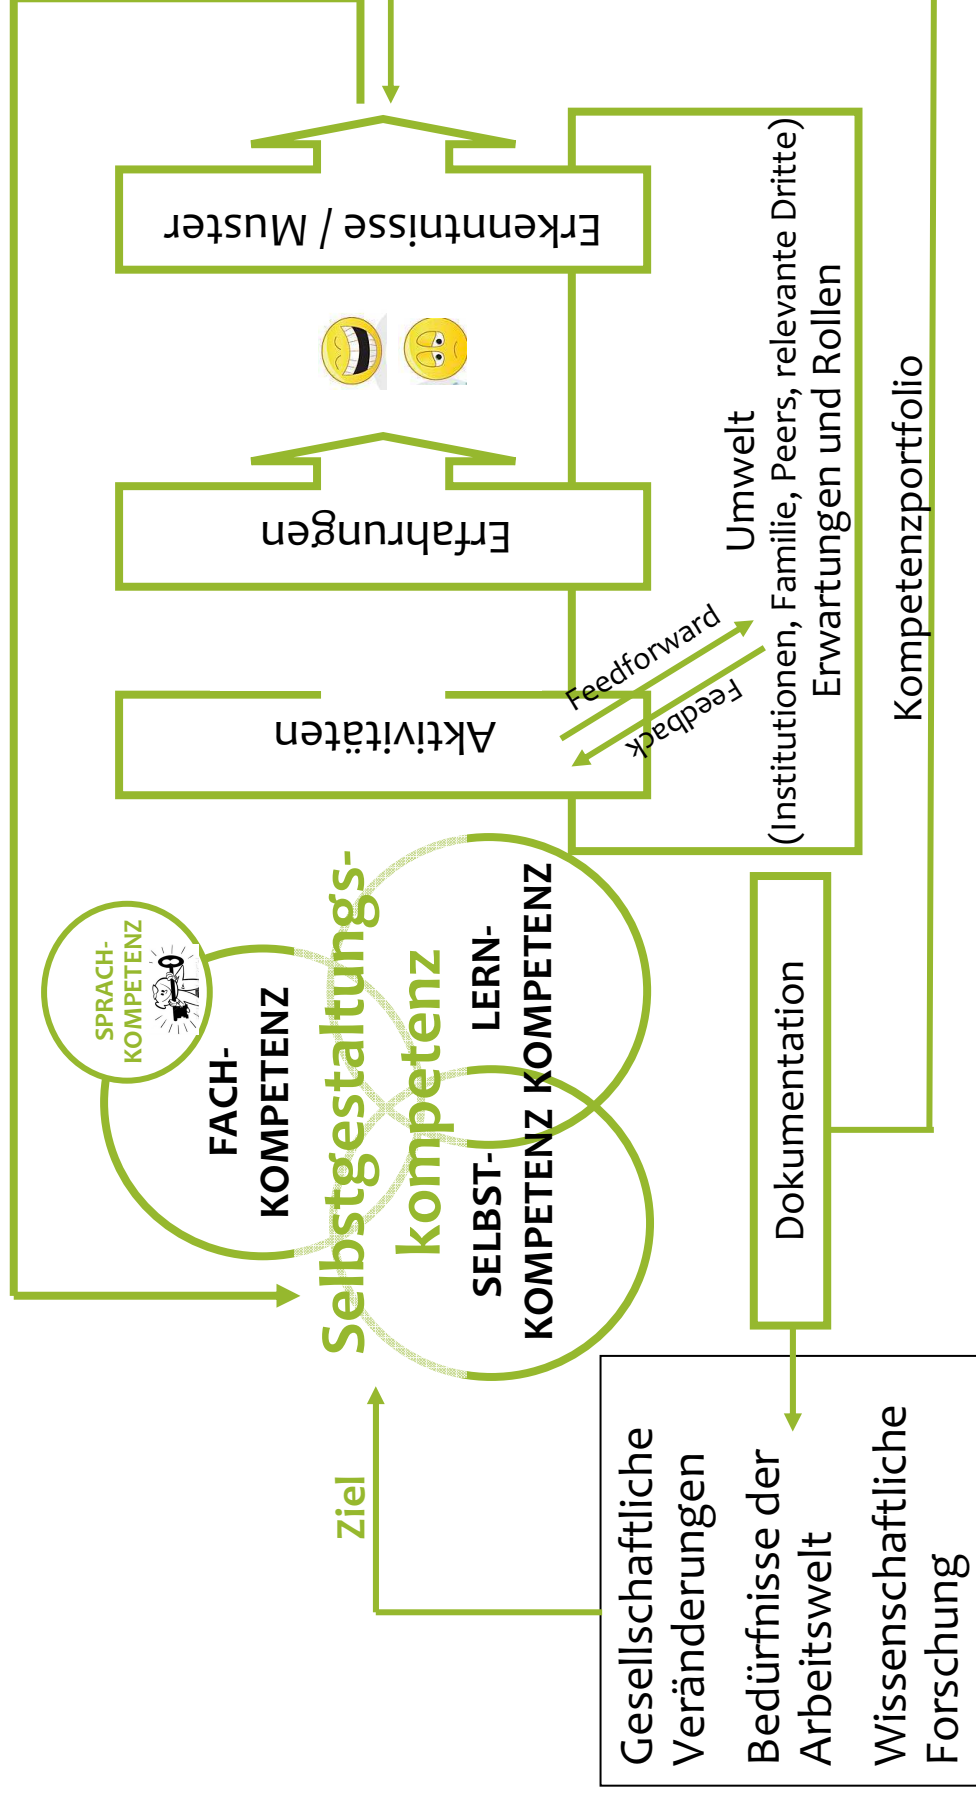 Ziel
Gesellschaftliche
Veränderungen
Bedürfnisse der
Arbeitswelt
Wissenschaftliche
Forschung
SPRACH-
KOMPETENZ
FACH-
KOMPETENZ
Selbstgestaltungs-
kompetenz
SELBST-
KOMPETENZ
LERN-
KOMPETENZ
Dokumentation
Aktivitäten
Erfahrungen
Erkenntnisse / Muster
Feedforward
Feedback
Umwelt
(Institutionen, Familie, Peers, relevante Dritte)
Erwartungen und Rollen
Kompetenzportfolio